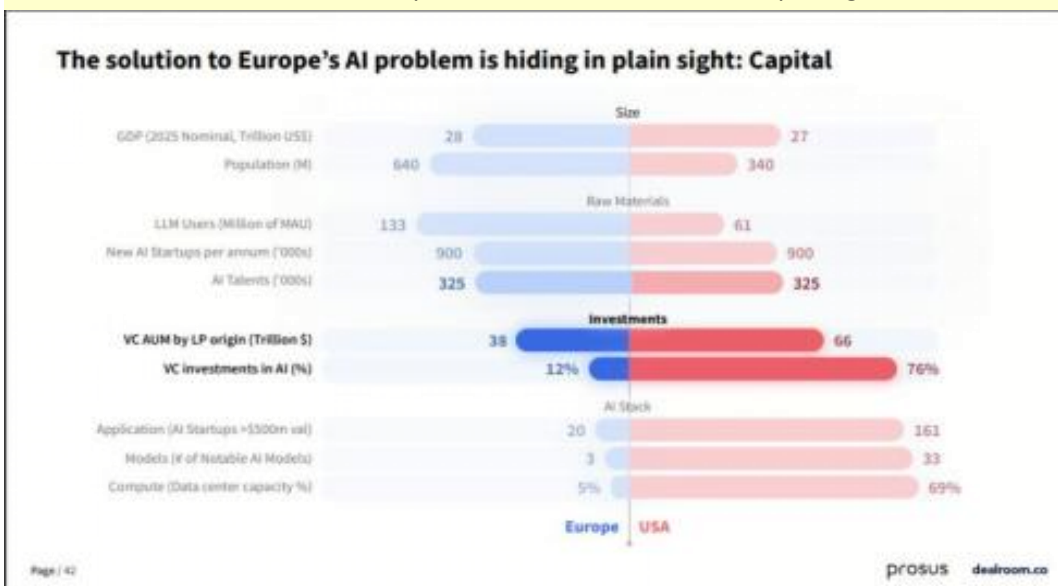 The solution to Europe's AI problem is hiding in plain sight: Capital
Size
GDP (2025 Nominal, Trillion US$) 28 27
Population (M) 640 340
Raw Materials
LLM Users (Million of MAU) 133 61
New AI Startups per annum ('000s) 900 900
AI Talents ('000s) 325 325
Investments
VC AUM by LP origin (Trillion $) 38 66
VC investments in AI (%) 12% 76%
AI Stack
Application (AI Startups >$500m val) 20 161
Models (# of Notable AI Models) 3 33
Compute (Data center capacity %) 5% 69%
Europe USA
Page / 42
prosus dealroom.co